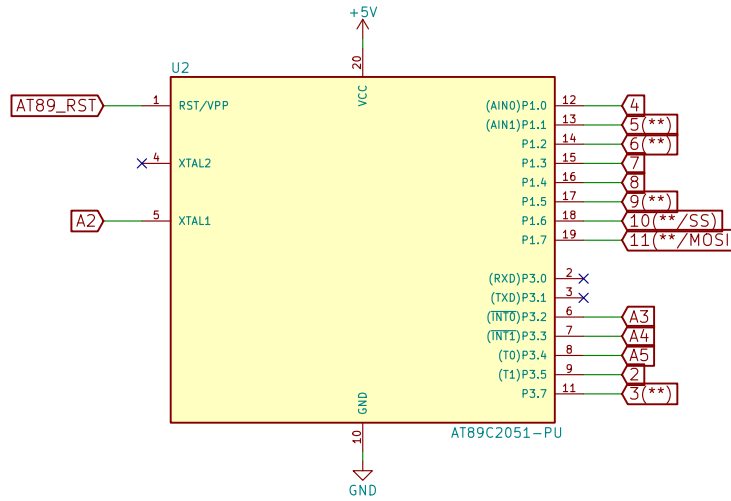 +5V
U2
20
VCC
AT89_RST 1 RST/VPP
4 XTAL2
A2 5 XTAL1
(AIN0)P1.0 12 4
(AIN1)P1.1 13 5(**)
P1.2 14 6(**)
P1.3 15 7
P1.4 16 8
P1.5 17 9(**)
P1.6 18 10(**/SS)
P1.7 19 11(**/MOSI
(RXD)P3.0 2
(TXD)P3.1 3
(INT0)P3.2 6 A3
(INT1)P3.3 7 A4
(T0)P3.4 8 A5
(T1)P3.5 9 2
P3.7 11 3(**)
GND
10
AT89C2051-PU
GND